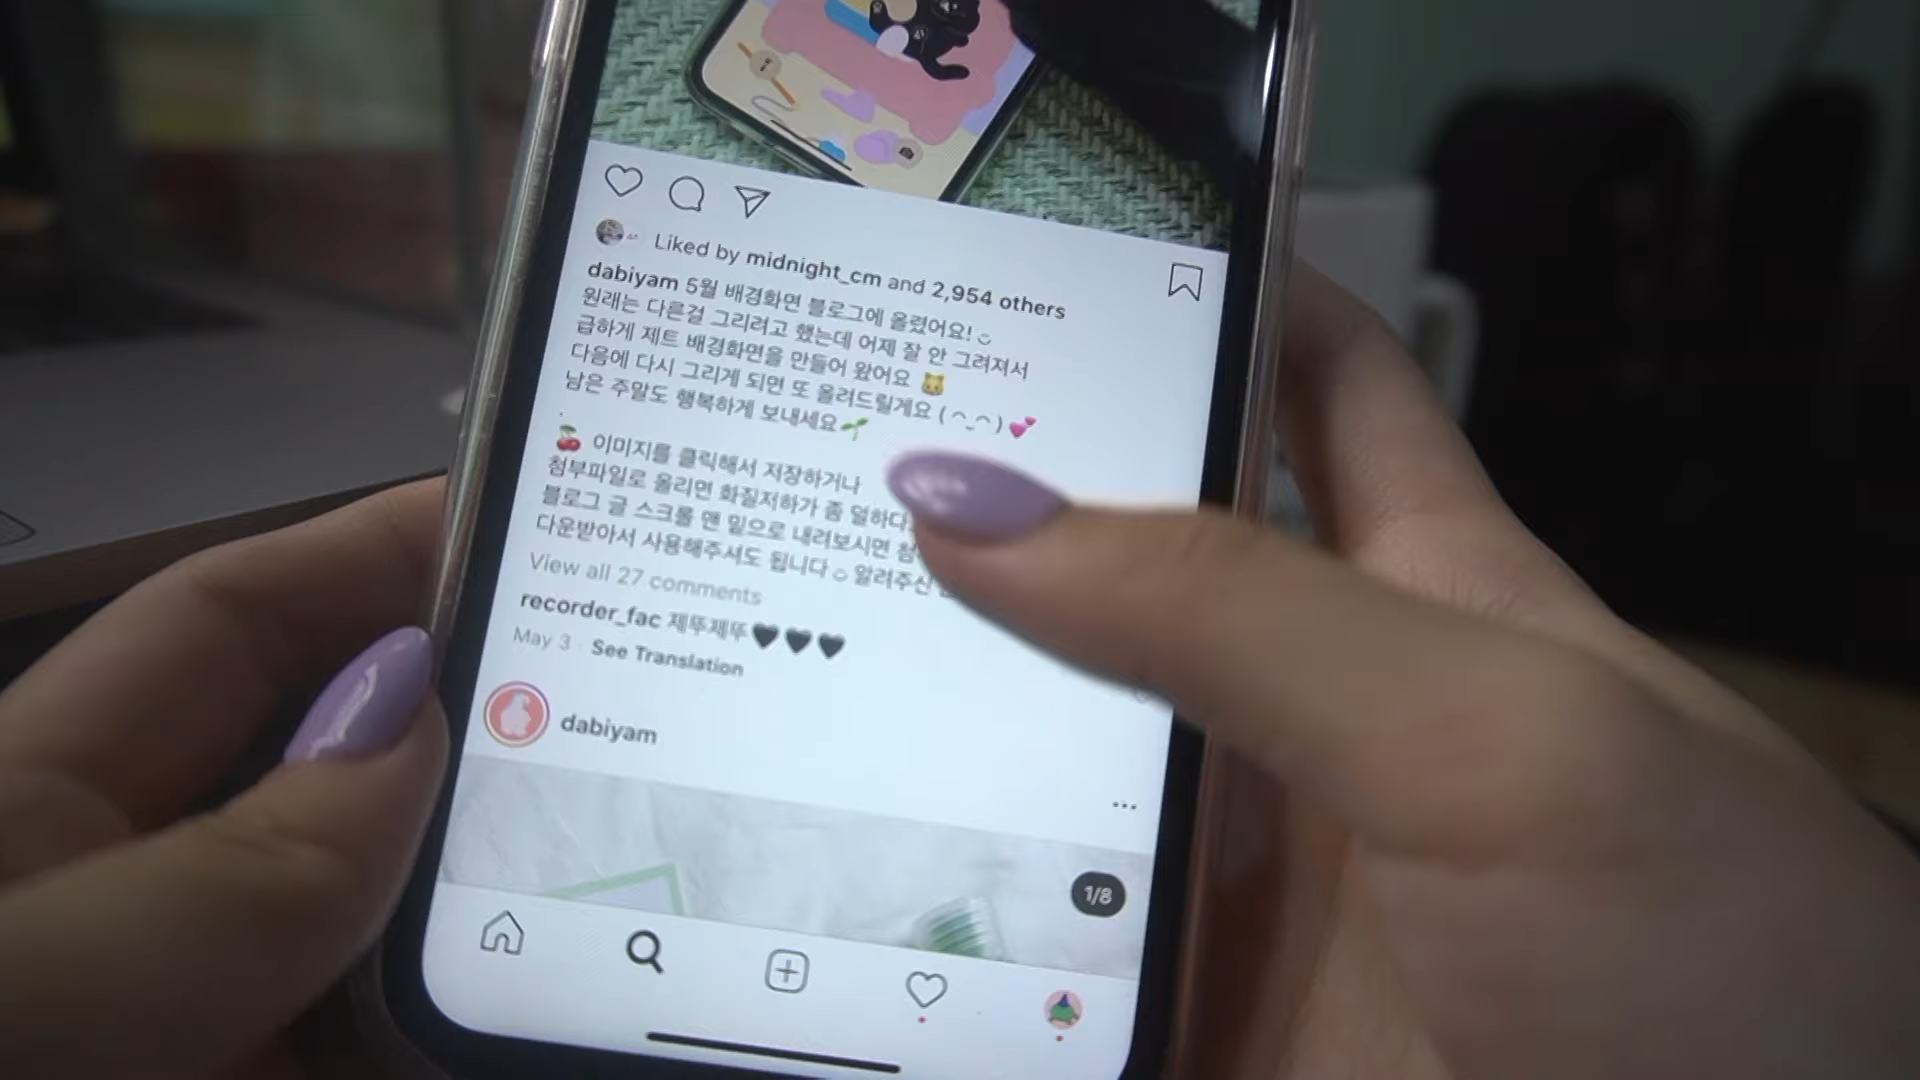 Liked by midnight_cm and 2,954 others
dabiyam 5월 배경화면 블로그에 올렸어요!
원래는 다른걸 그리려고 했는데 어제 잘 안 그려져서
급하게 제트 배경화면을 만들어 왔어요 🐱
다음에 다시 그리게 되면 또 올려드릴게요 ( ◠‿◠ ) 💕
남은 주말도 행복하게 보내세요🌱
.
🍒 이미지를 클릭해서 저장하거나
첨부파일로 올리면 화질저하가 좀 덜하다
블로그 글 스크롤 맨 밑으로 내려보시면
다운받아서 사용해주셔도 됩니다 알려주신
View all 27 comments
recorder_fac 제뚜제뚜🖤🖤🖤
May 3 · See Translation
dabiyam
1/8